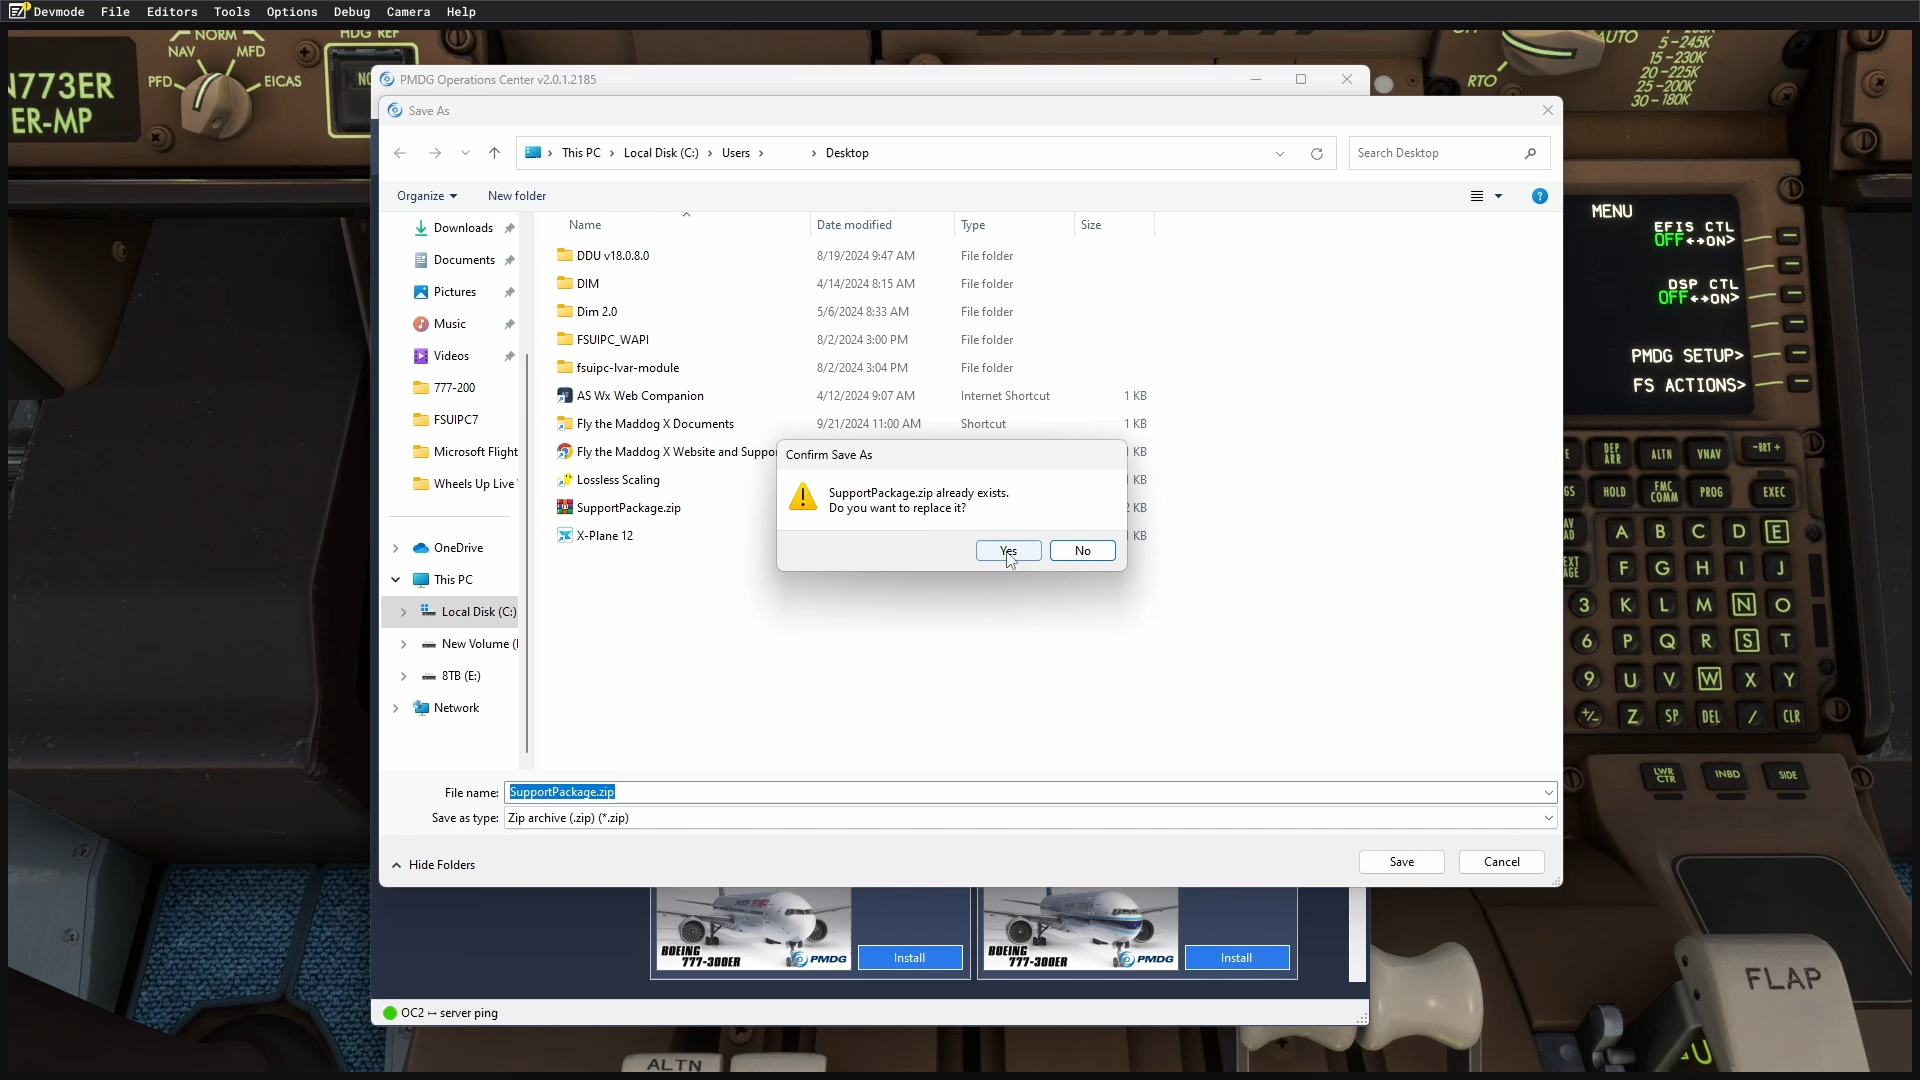 Devmode File Editors Tools Options Debug Camera Help
NORM
NAV
MFD
PFD
EICAS
HDG REF
N773ER
ER-MP
AUTO
RTO
5-245K
15-230K
20-225K
25-200K
30-180K
PMDG Operations Center v2.0.1.2185
Save As
This PC > Local Disk (C:) > Users > > Desktop
Search Desktop
Organize
New folder
Name
Date modified
Type
Size
Downloads
Documents
Pictures
Music
Videos
777-200
FSUIPC7
Microsoft Flight
Wheels Up Live
OneDrive
This PC
Local Disk (C:)
New Volume (
8TB (E:)
Network
DDU v18.0.8.0 8/19/2024 9:47 AM File folder
DIM 4/14/2024 8:15 AM File folder
Dim 2.0 5/6/2024 8:33 AM File folder
FSUIPC_WAPI 8/2/2024 3:00 PM File folder
fsuipc-lvar-module 8/2/2024 3:04 PM File folder
AS Wx Web Companion 4/12/2024 9:07 AM Internet Shortcut 1 KB
Fly the Maddog X Documents 9/21/2024 11:00 AM Shortcut
Fly the Maddog X Website and Suppo KB
Lossless Scaling KB
SupportPackage.zip 2 KB
X-Plane 12 KB
Confirm Save As
SupportPackage.zip already exists.
Do you want to replace it?
Yes
No
File name: SupportPackage.zip
Save as type: Zip archive (.zip) (*.zip)
Hide Folders
Save
Cancel
BOEING
777-300ER
PMDG
Install
BOEING
777-300ER
PMDG
Install
OC2 ↔ server ping
MENU
EFIS CTL
OFF↔ON>
DSP CTL
OFF↔ON>
PMDG SETUP>
FS ACTIONS>
DEP ARR
ALTN
VNAV
-BRT +
HOLD
FMC COMM
PROG
EXEC
A B C D E
F G H I J
3 K L M N O
6 P Q R S T
9 U V W X Y
+/- Z SP DEL / CLR
LWR CTR
INBD
SIDE
FLAP
ALTN